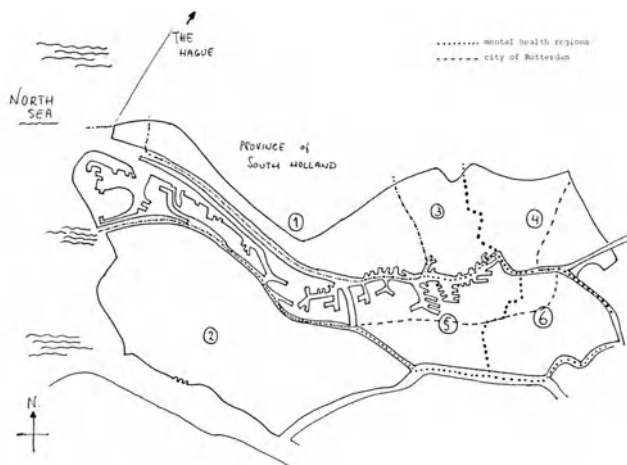 THE
HAGUE
mental health regions
city of Rotterdam
NORTH
SEA
PROVINCE of
SOUTH HOLLAND
1
3
4
2
5
6
N.